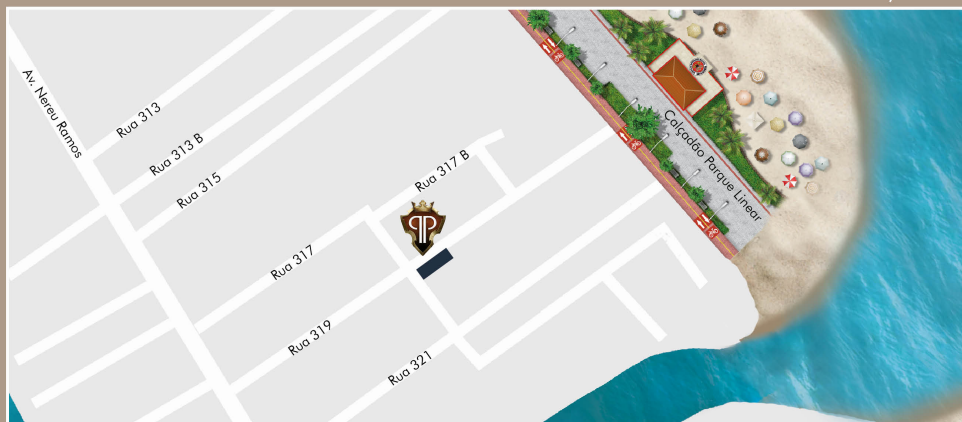 Av. Nereu Ramos
Rua 313
Rua 313 B
Rua 315
Rua 317 B
Rua 317
Rua 319
Rua 321
Calçadão Parque Linear